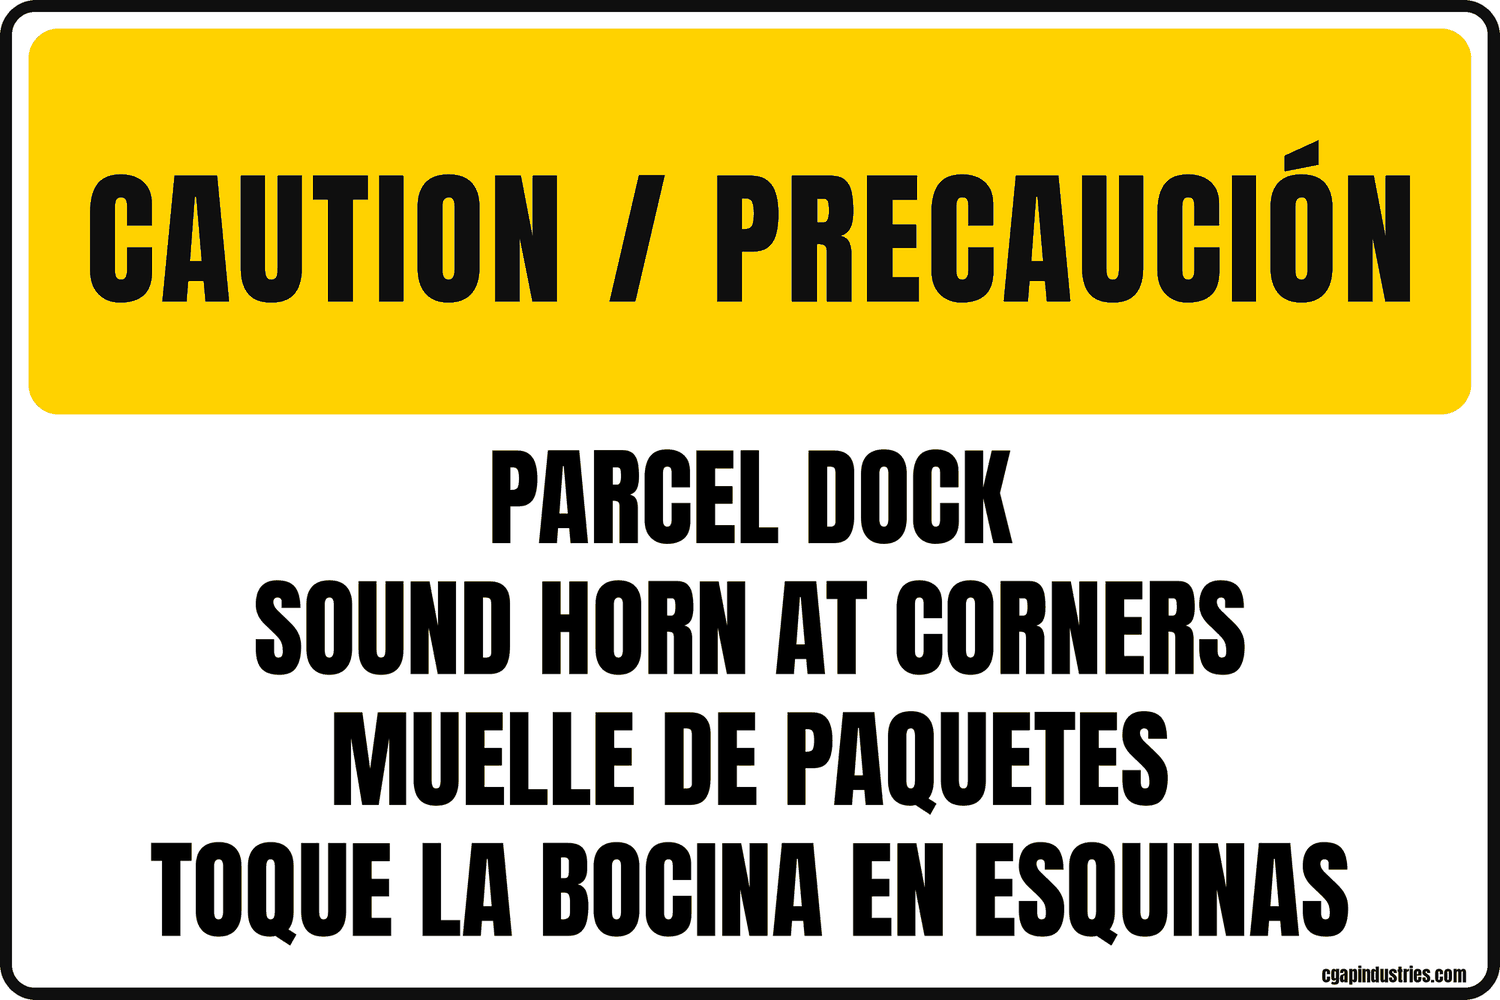 CAUTION / PRECAUCIÓN
PARCEL DOCK
SOUND HORN AT CORNERS
MUELLE DE PAQUETES
TOQUE LA BOCINA EN ESQUINAS
cgapindustries.com